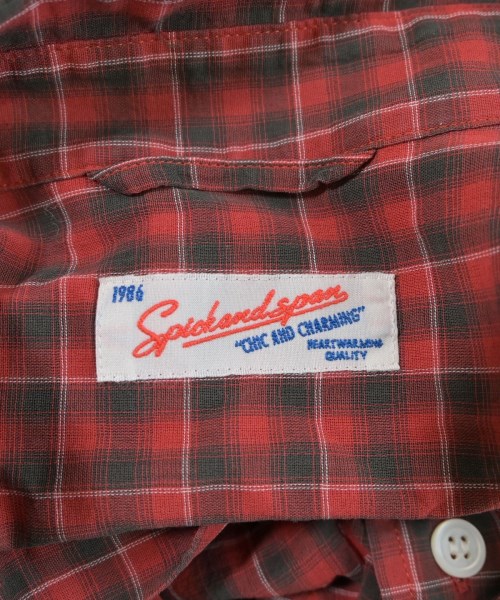 1986
Spickandspan
"CHIC AND CHARMING"
HEARTWARMING
QUALITY